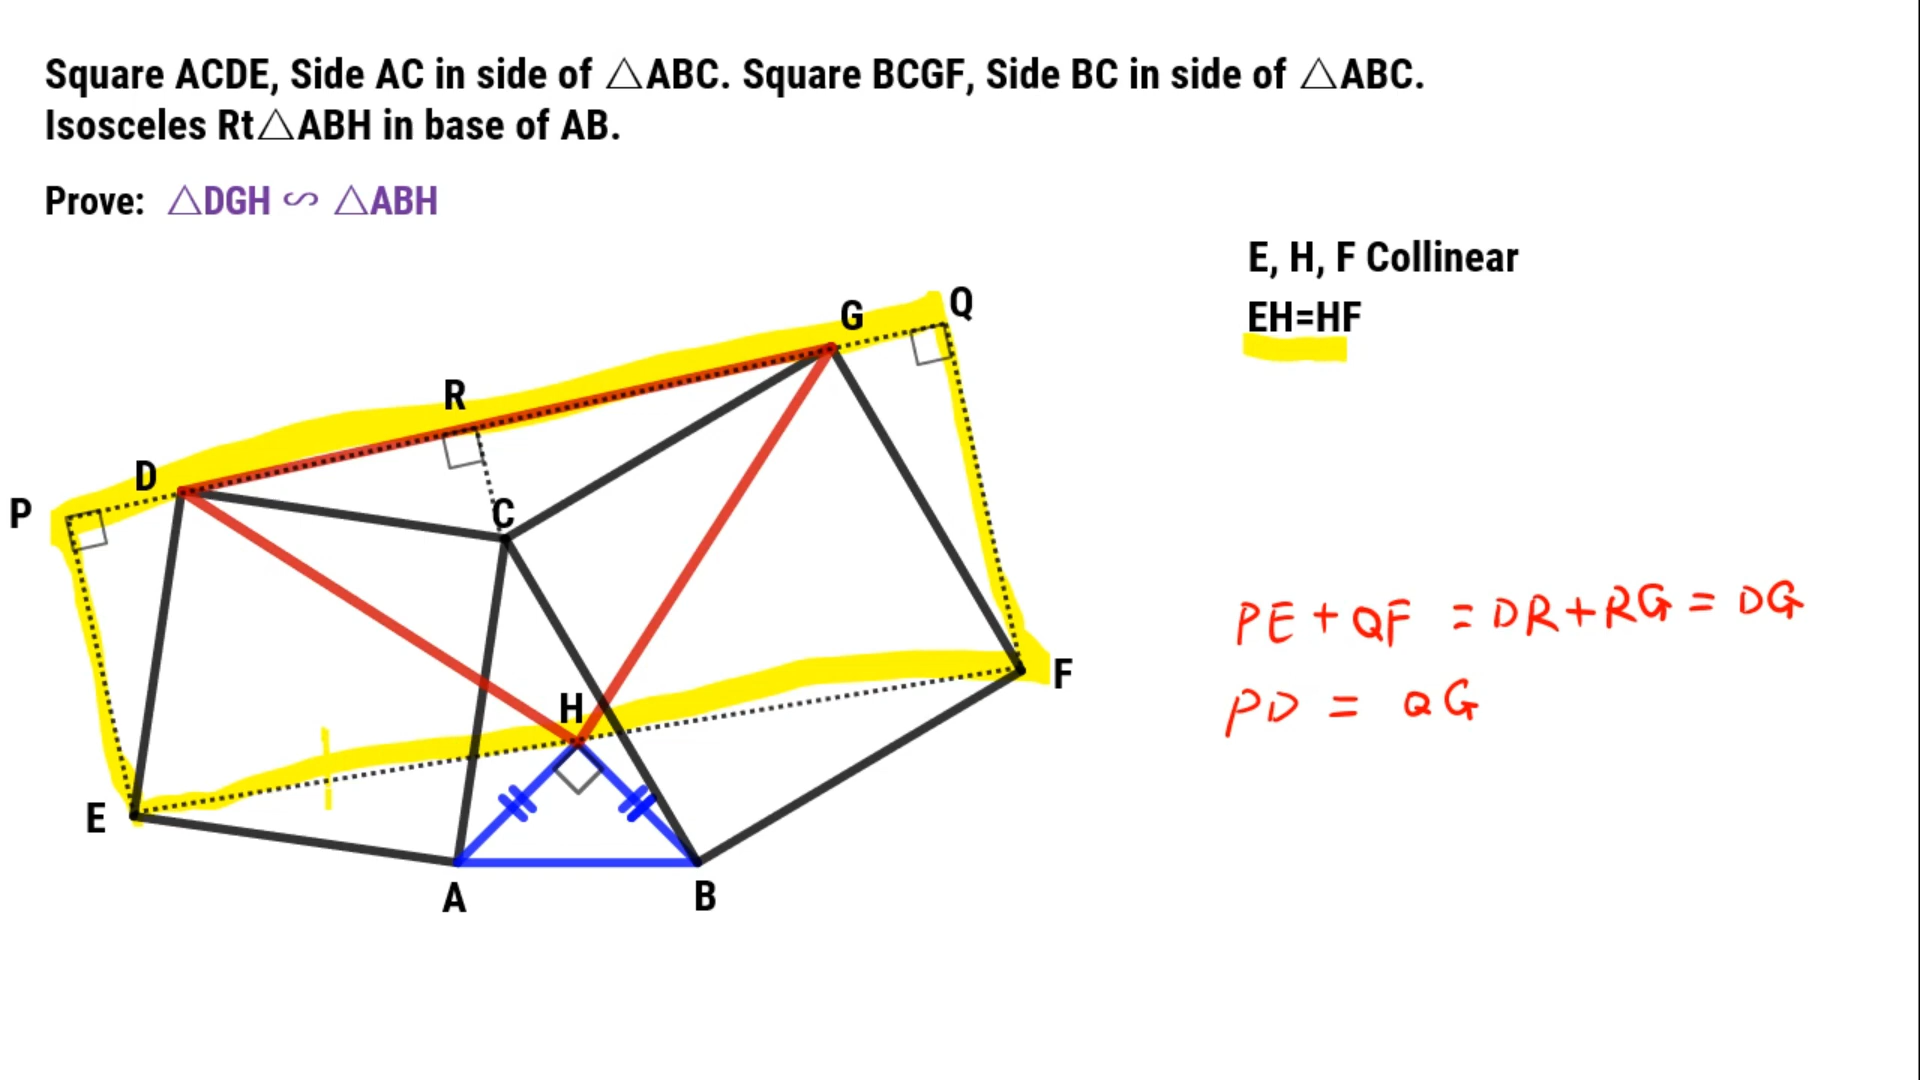 Square ACDE, Side AC in side of △ABC. Square BCGF, Side BC in side of △ABC.
Isosceles Rt△ABH in base of AB.
Prove: △DGH ∽ △ABH
E, H, F Collinear
EH=HF
Q
G
R
D
P
C
PE + QF = DR + RG = DG
F
PD = QG
H
E
A
B